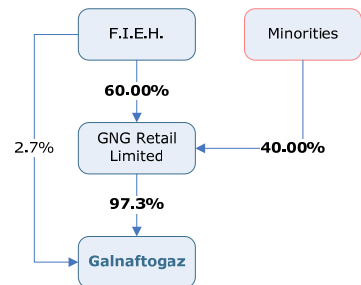 F.I.E.H.
Minorities
60.00%
2.7%
GNG Retail
Limited
40.00%
97.3%
Galnaftogaz